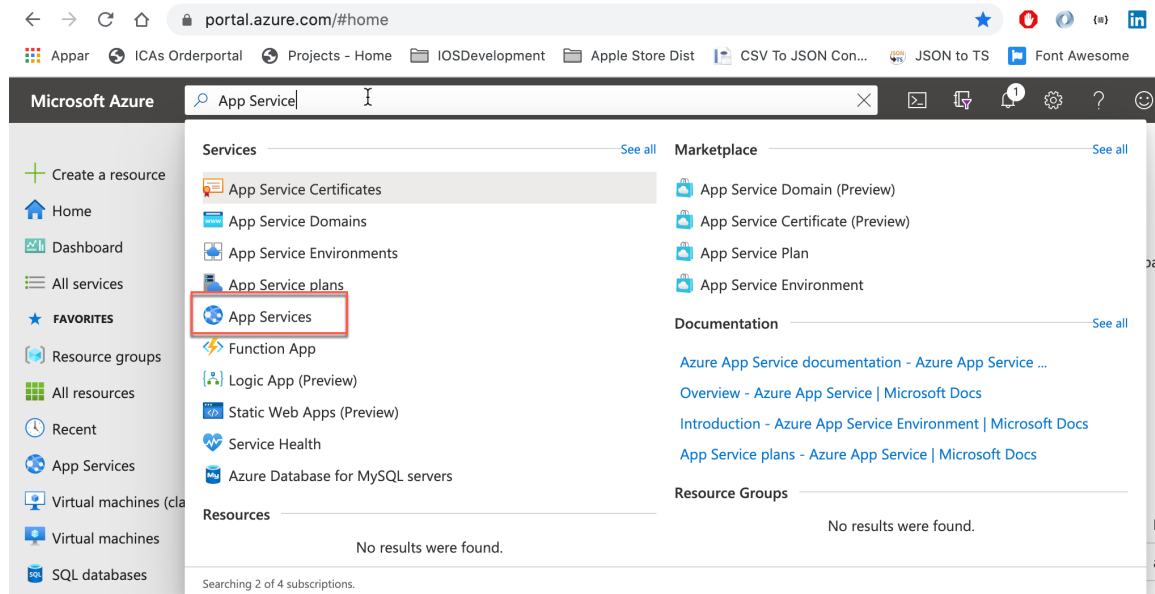 portal.azure.com/#home
Appar ICAs Orderportal Projects - Home IOSDevelopment Apple Store Dist CSV To JSON Con... JSON to TS Font Awesome
Microsoft Azure App Service 1
Create a resource
Home
Dashboard
All services
FAVORITES
Resource groups
All resources
Recent
App Services
Virtual machines (cla
Virtual machines
SQL databases
Services See all
App Service Certificates
App Service Domains
App Service Environments
App Service plans
App Services
Function App
Logic App (Preview)
Static Web Apps (Preview)
Service Health
Azure Database for MySQL servers
Resources
No results were found.
Searching 2 of 4 subscriptions.
Marketplace See all
App Service Domain (Preview)
App Service Certificate (Preview)
App Service Plan
App Service Environment
Documentation See all
Azure App Service documentation - Azure App Service ...
Overview - Azure App Service | Microsoft Docs
Introduction - Azure App Service Environment | Microsoft Docs
App Service plans - Azure App Service | Microsoft Docs
Resource Groups
No results were found.